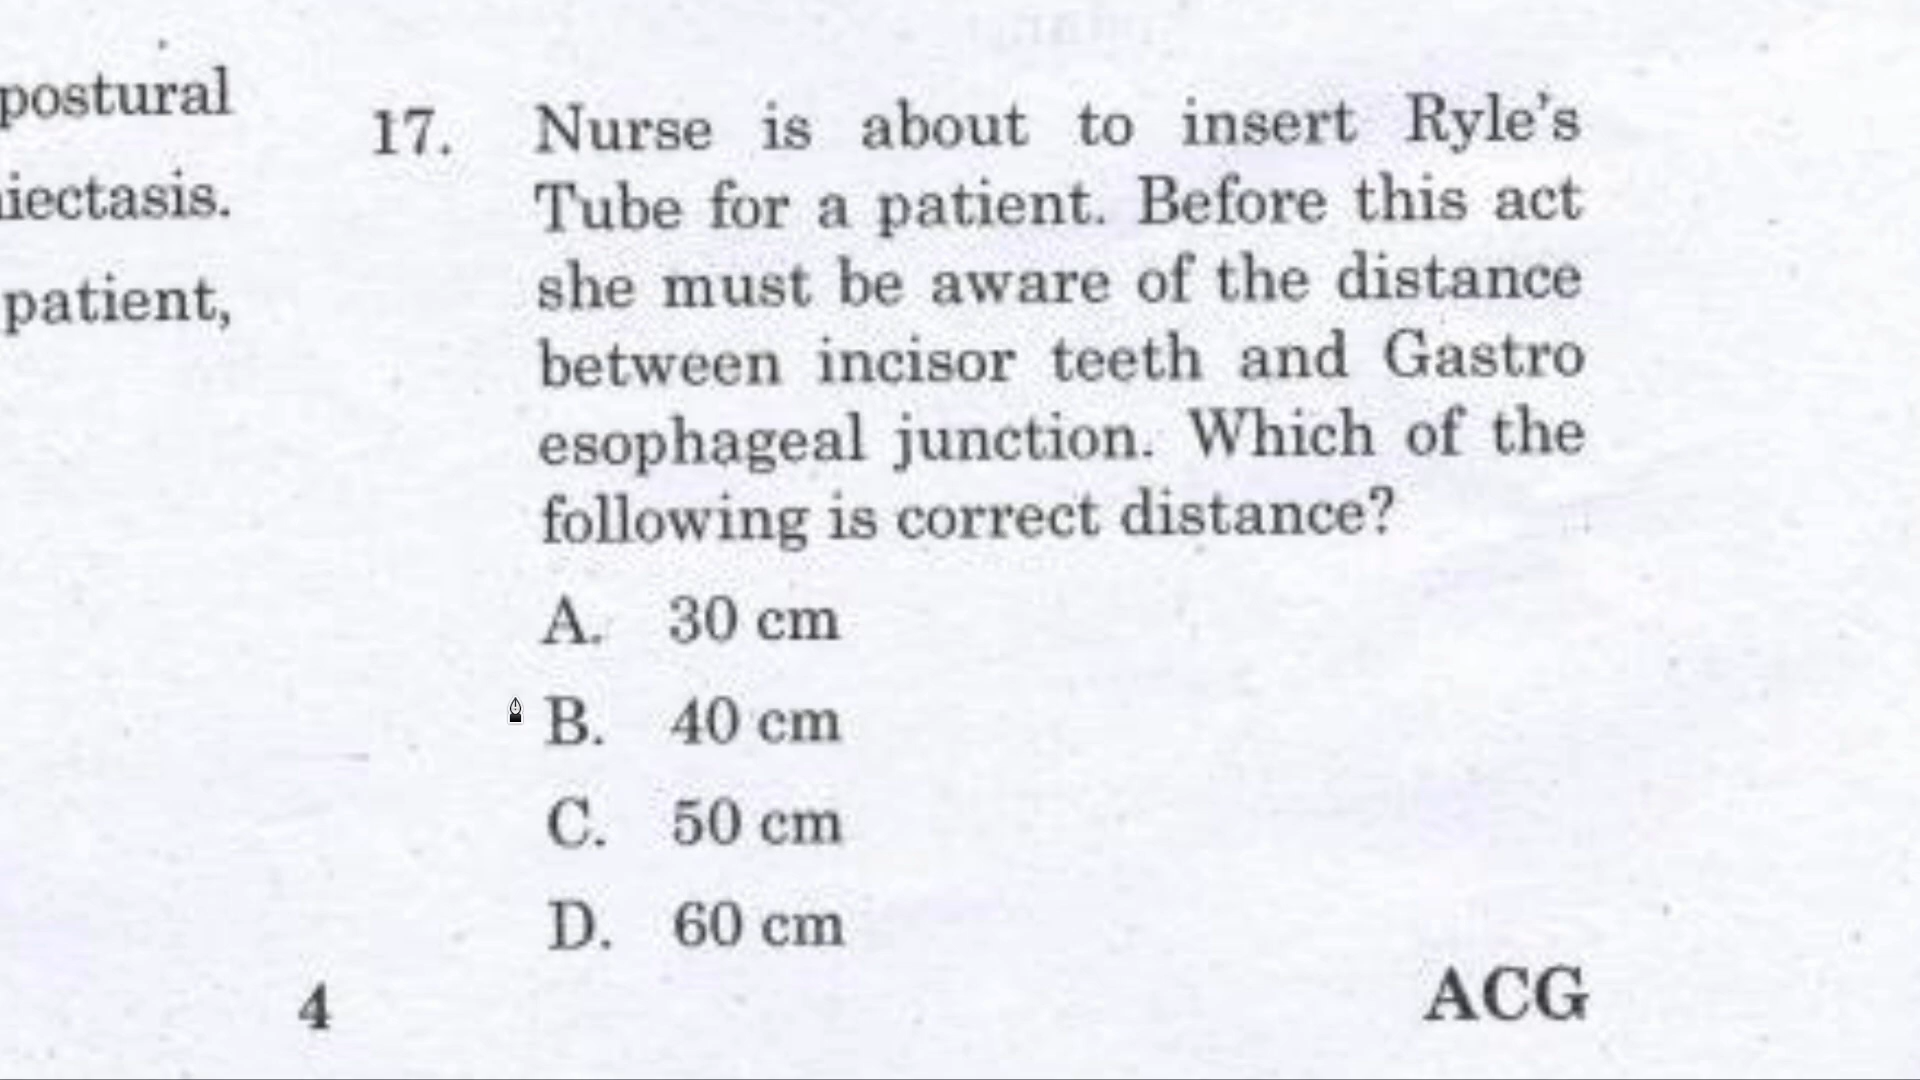 postural
iectasis.
patient,
17. Nurse is about to insert Ryle's
Tube for a patient. Before this act
she must be aware of the distance
between incisor teeth and Gastro
esophageal junction. Which of the
following is correct distance?
A. 30 cm
B. 40 cm
C. 50 cm
D. 60 cm
4
ACG